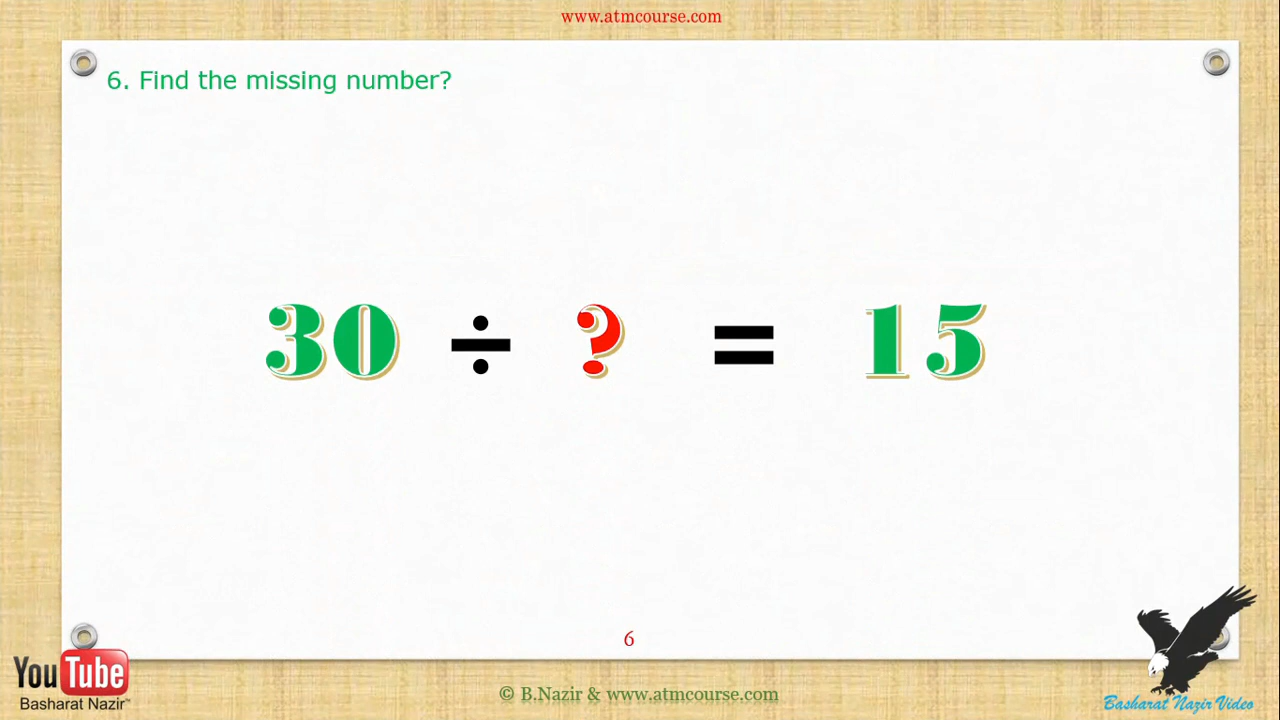 www.atmcourse.com
6. Find the missing number?
30 ÷ ? = 15
6
YouTube
Basharat Nazir™
© B.Nazir & www.atmcourse.com
Basharat Nazir Video